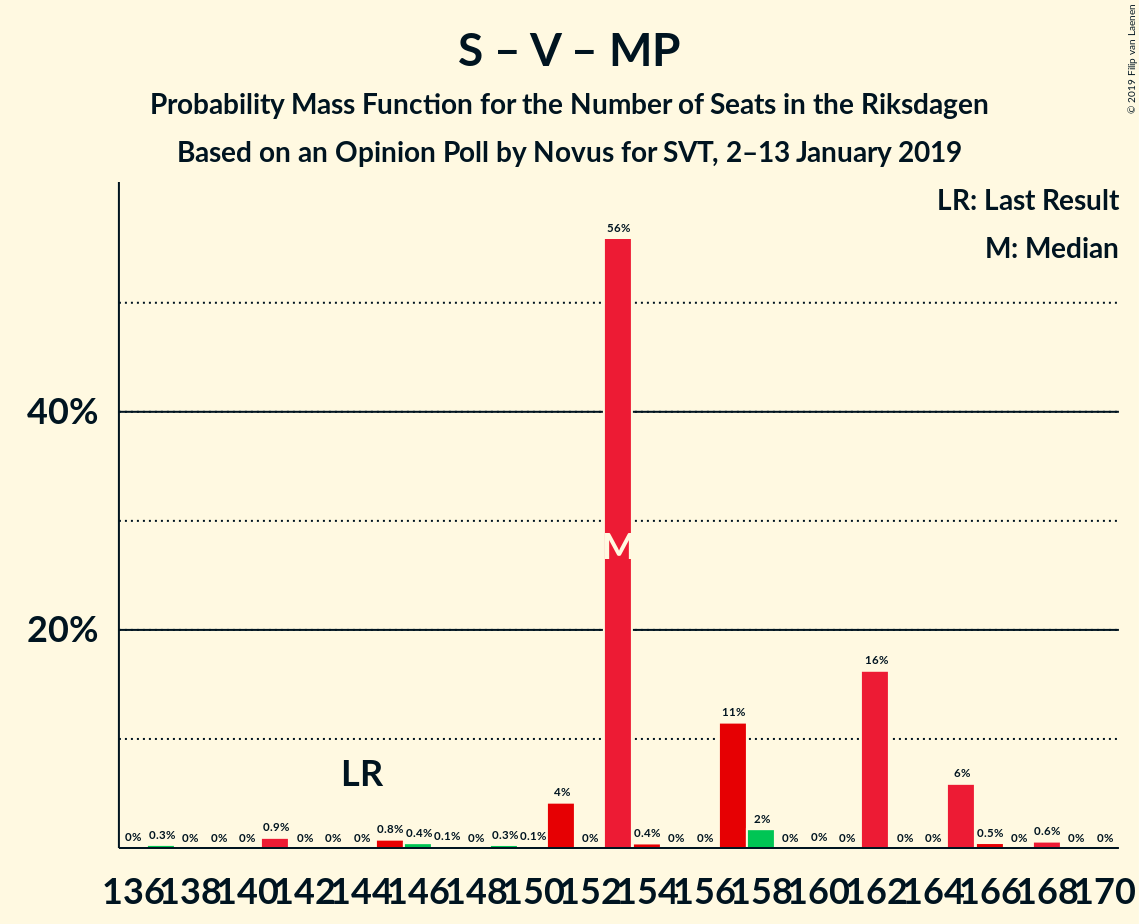 © 2019 Filip van Laenen
S – V – MP
Probability Mass Function for the Number of Seats in the Riksdagen
Based on an Opinion Poll by Novus for SVT, 2–13 January 2019
LR: Last Result
M: Median
40%
20%
0% 0.3% 0% 0% 0% 0.9% 0% 0% 0% 0.8% 0.4% 0.1% 0% 0.3% 0.1% 4% 0% 56% 0.4% 0% 0% 11% 2% 0% 0% 0% 16% 0% 0% 6% 0.5% 0% 0.6% 0% 0%
M
LR
136 138 140 142 144 146 148 150 152 154 156 158 160 162 164 166 168 170